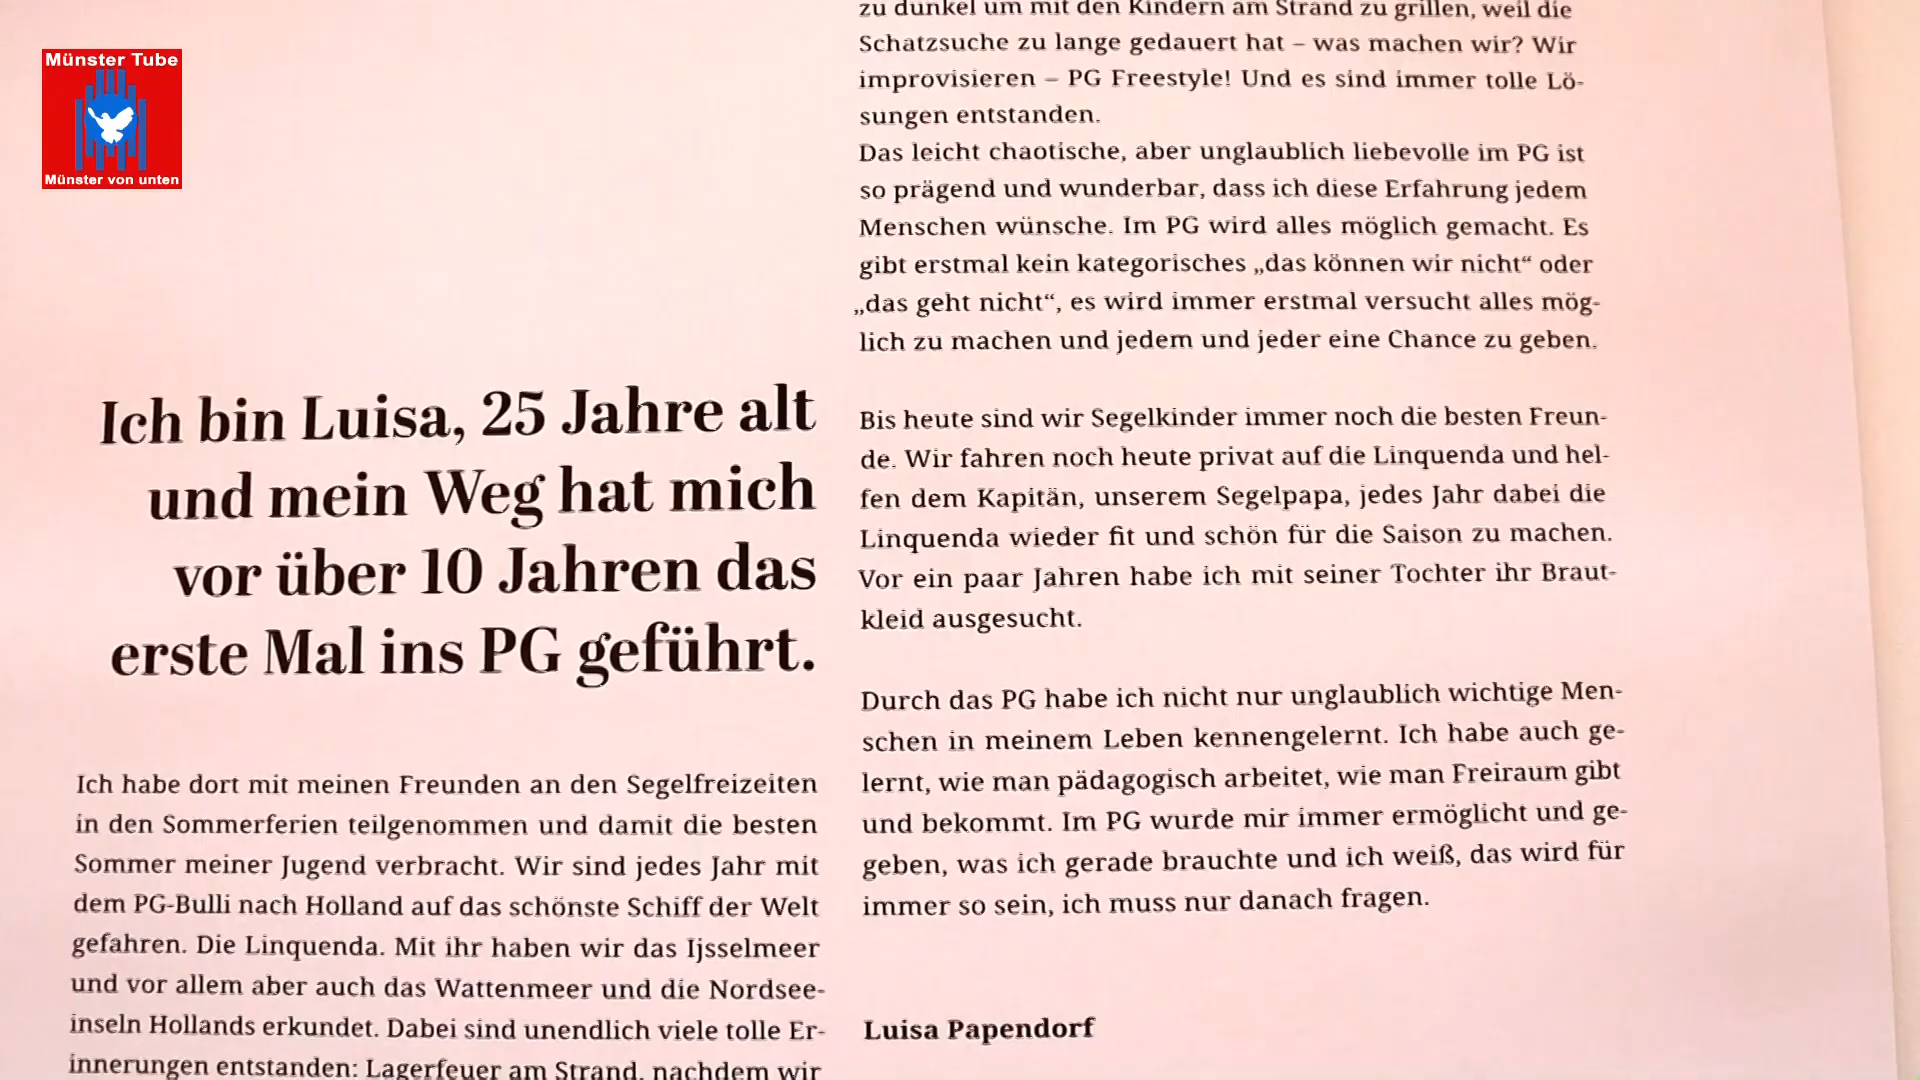 Münster Tube
Münster von unten
Ich bin Luisa, 25 Jahre alt
und mein Weg hat mich
vor über 10 Jahren das
erste Mal ins PG geführt.
Ich habe dort mit meinen Freunden an den Segelfreizeiten
in den Sommerferien teilgenommen und damit die besten
Sommer meiner Jugend verbracht. Wir sind jedes Jahr mit
dem PG-Bulli nach Holland auf das schönste Schiff der Welt
gefahren. Die Linquenda. Mit ihr haben wir das Ijsselmeer
und vor allem aber auch das Wattenmeer und die Nordsee-
inseln Hollands erkundet. Dabei sind unendlich viele tolle Er-
innerungen entstanden: Lagerfeuer am Strand, nachdem wir
zu dunkel um mit den Kindern am Strand zu grillen, weil die
Schatzsuche zu lange gedauert hat – was machen wir? Wir
improvisieren – PG Freestyle! Und es sind immer tolle Lö-
sungen entstanden.
Das leicht chaotische, aber unglaublich liebevolle im PG ist
so prägend und wunderbar, dass ich diese Erfahrung jedem
Menschen wünsche. Im PG wird alles möglich gemacht. Es
gibt erstmal kein kategorisches „das können wir nicht“ oder
„das geht nicht“, es wird immer erstmal versucht alles mög-
lich zu machen und jedem und jeder eine Chance zu geben.
Bis heute sind wir Segelkinder immer noch die besten Freun-
de. Wir fahren noch heute privat auf die Linquenda und hel-
fen dem Kapitän, unserem Segelpapa, jedes Jahr dabei die
Linquenda wieder fit und schön für die Saison zu machen.
Vor ein paar Jahren habe ich mit seiner Tochter ihr Braut-
kleid ausgesucht.
Durch das PG habe ich nicht nur unglaublich wichtige Men-
schen in meinem Leben kennengelernt. Ich habe auch ge-
lernt, wie man pädagogisch arbeitet, wie man Freiraum gibt
und bekommt. Im PG wurde mir immer ermöglicht und ge-
geben, was ich gerade brauchte und ich weiß, das wird für
immer so sein, ich muss nur danach fragen.
Luisa Papendorf